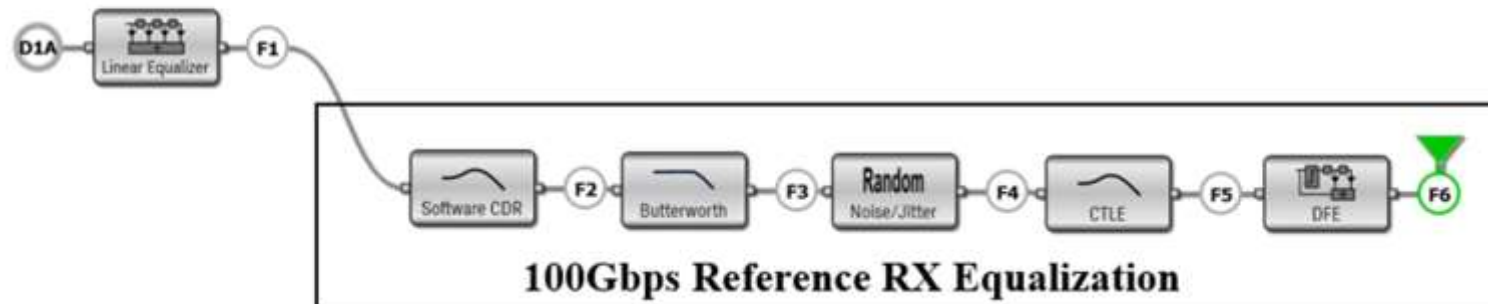 D1A
Linear Equalizer
F1
Software CDR
F2
Butterworth
F3
Random
Noise/Jitter
F4
CTLE
F5
DFE
F6
100Gbps Reference RX Equalization